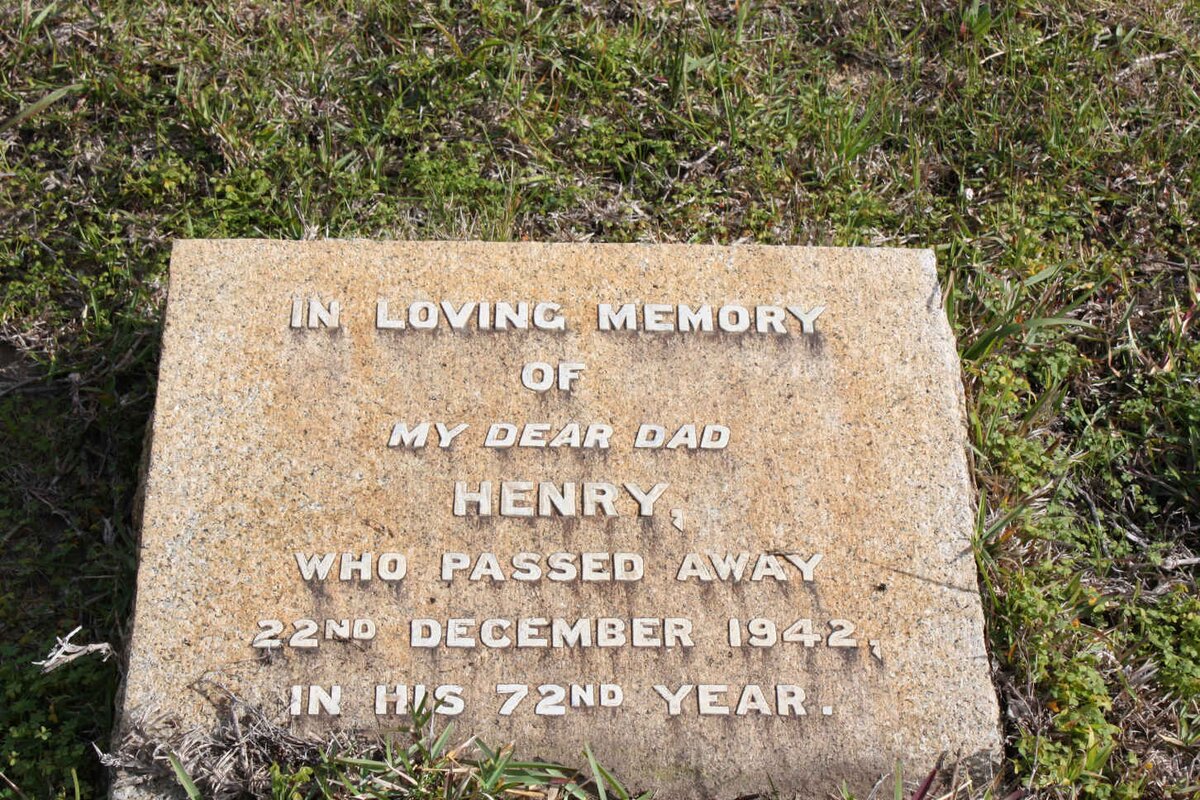 IN LOVING MEMORY
OF
MY DEAR DAD
HENRY,
WHO PASSED AWAY
22ND DECEMBER 1942,
IN HIS 72ND YEAR.